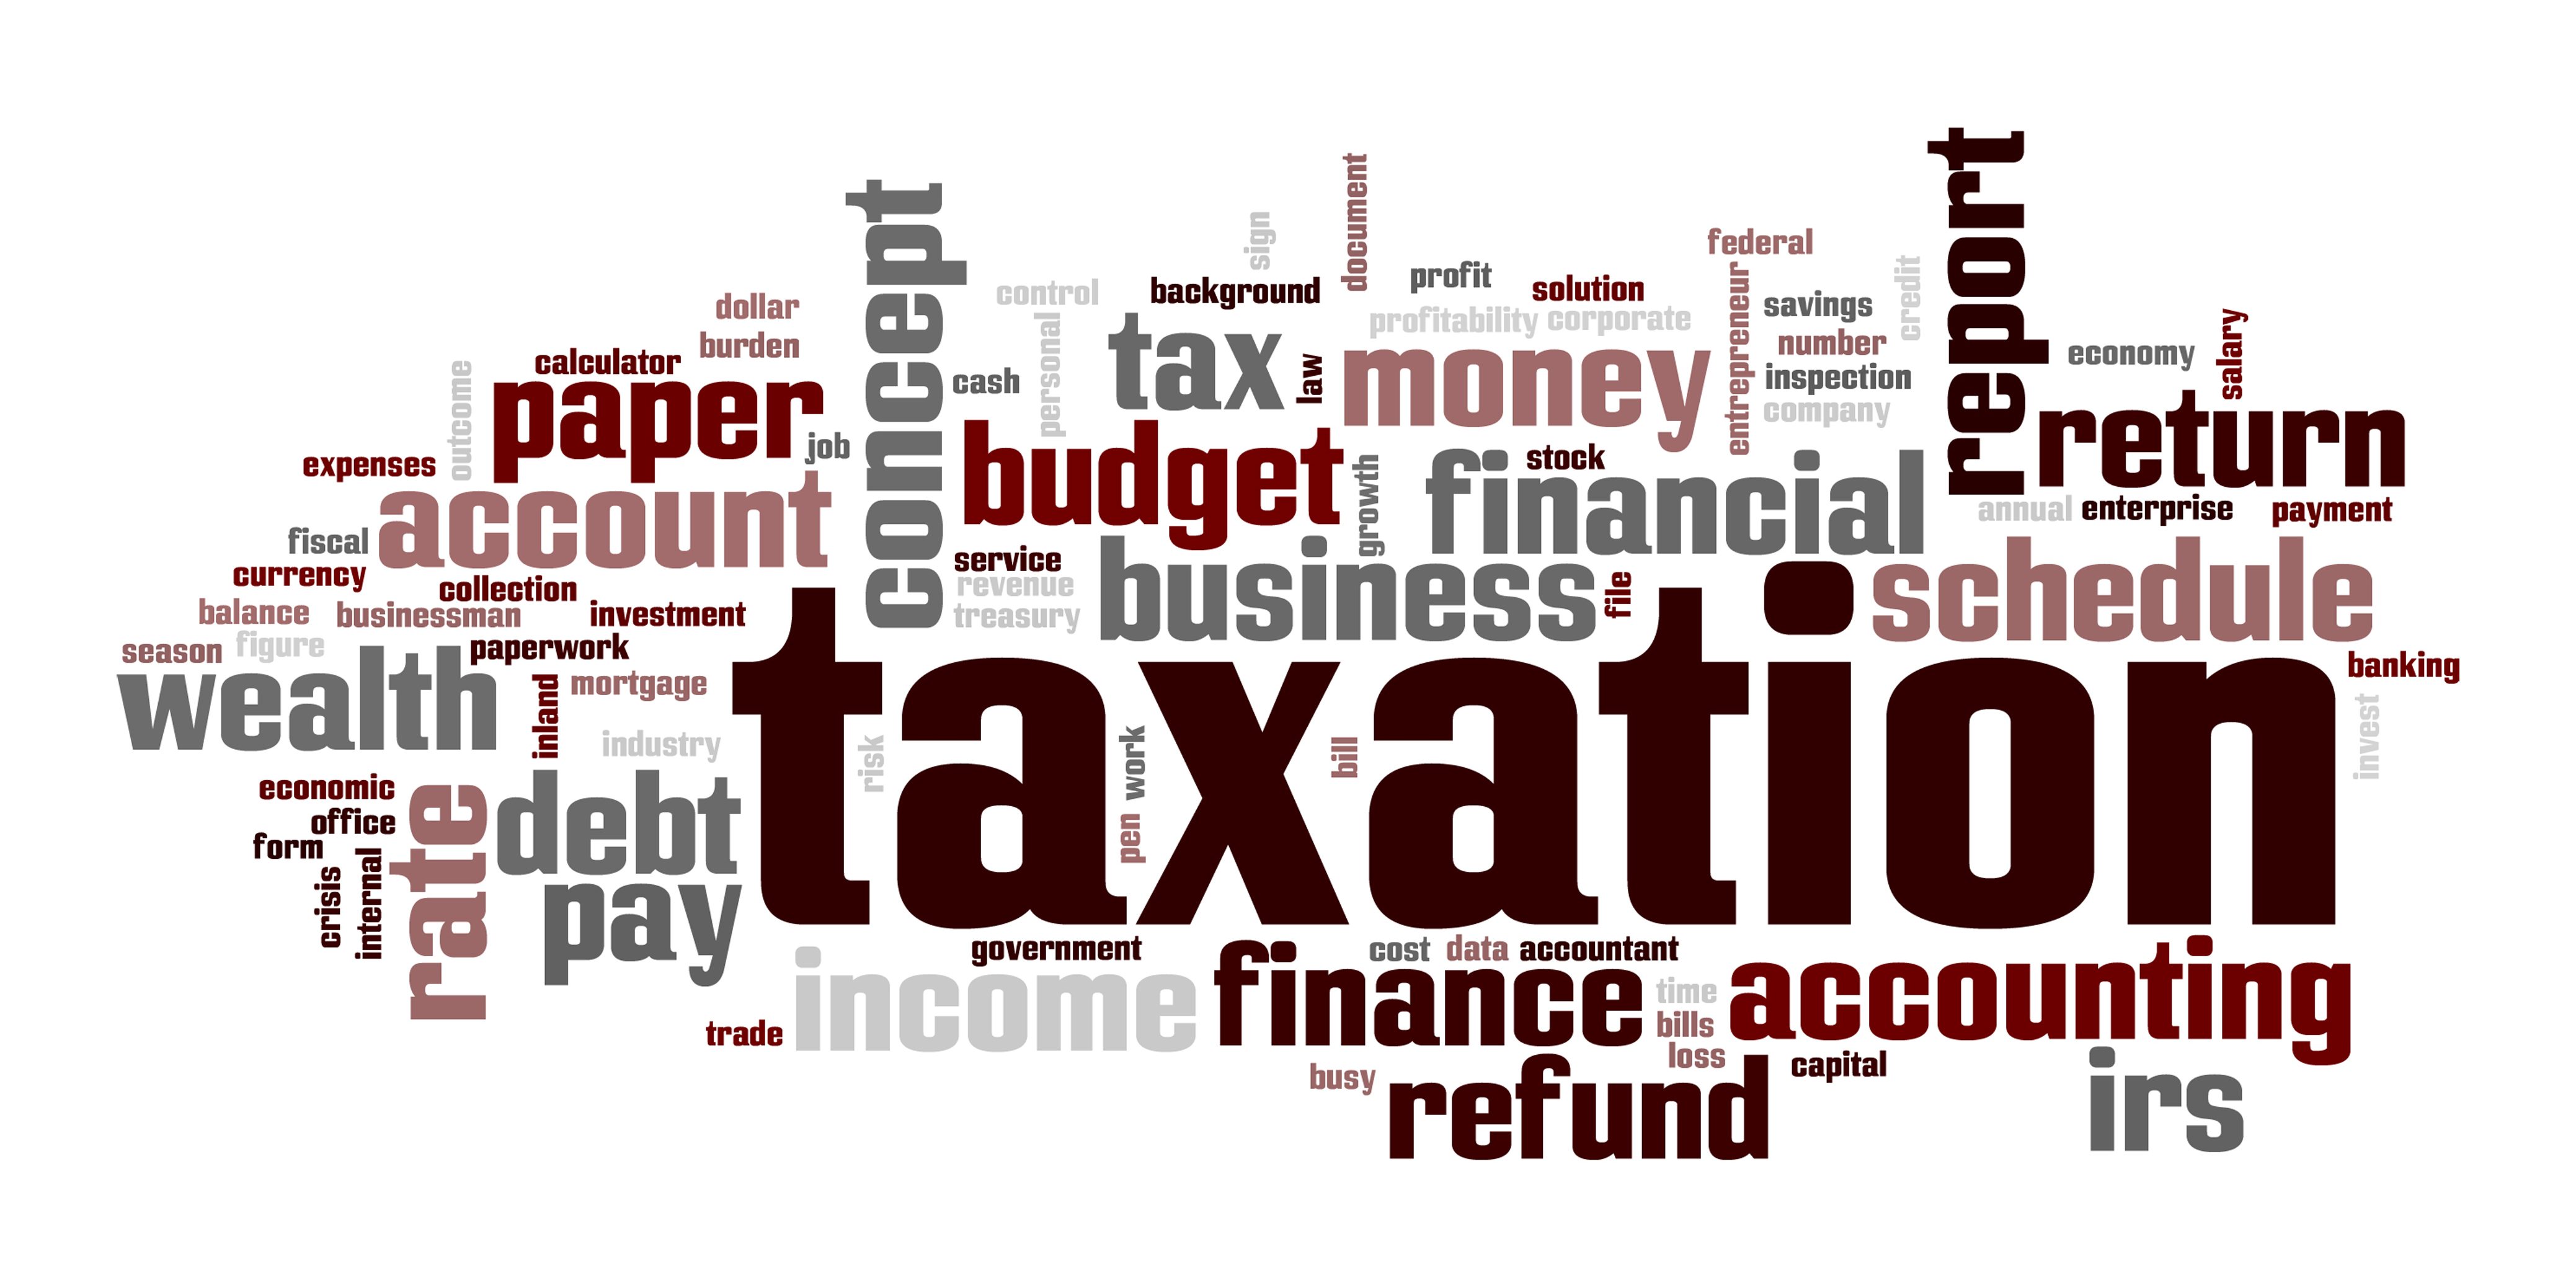 report
document
concept
sign
federal
control
background
profit
solution
entrepreneur
credit
dollar
personal
tax
profitability
corporate
savings
salary
burden
number
economy
calculator
cash
law
money
inspection
outcome
paper
company
return
job
budget
stock
expenses
growth
financial
account
annual
enterprise
payment
fiscal
service
business
file
schedule
currency
collection
revenue
balance
businessman
investment
treasury
season
figure
paperwork
banking
wealth
inland
mortgage
taxation
invest
industry
risk
work
bill
economic
rate
debt
office
pen
form
crisis
internal
pay
government
cost
data
accountant
income
finance
time
accounting
trade
bills
loss
capital
busy
refund
irs